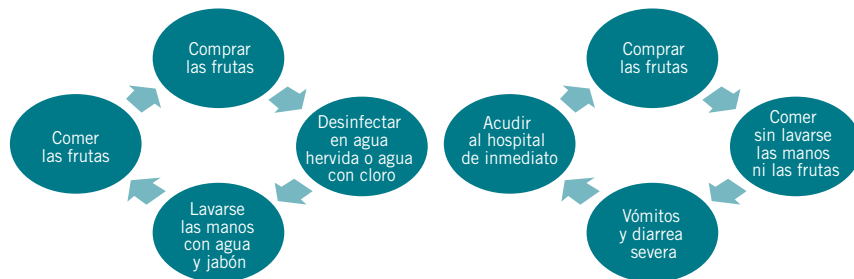 Comprar
las frutas
Desinfectar
en agua
hervida o agua
con cloro
Lavarse
las manos
con agua
y jabón
Comer
las frutas
Comprar
las frutas
Comer
sin lavarse
las manos
ni las frutas
Vómitos
y diarrea
severa
Acudir
al hospital
de inmediato